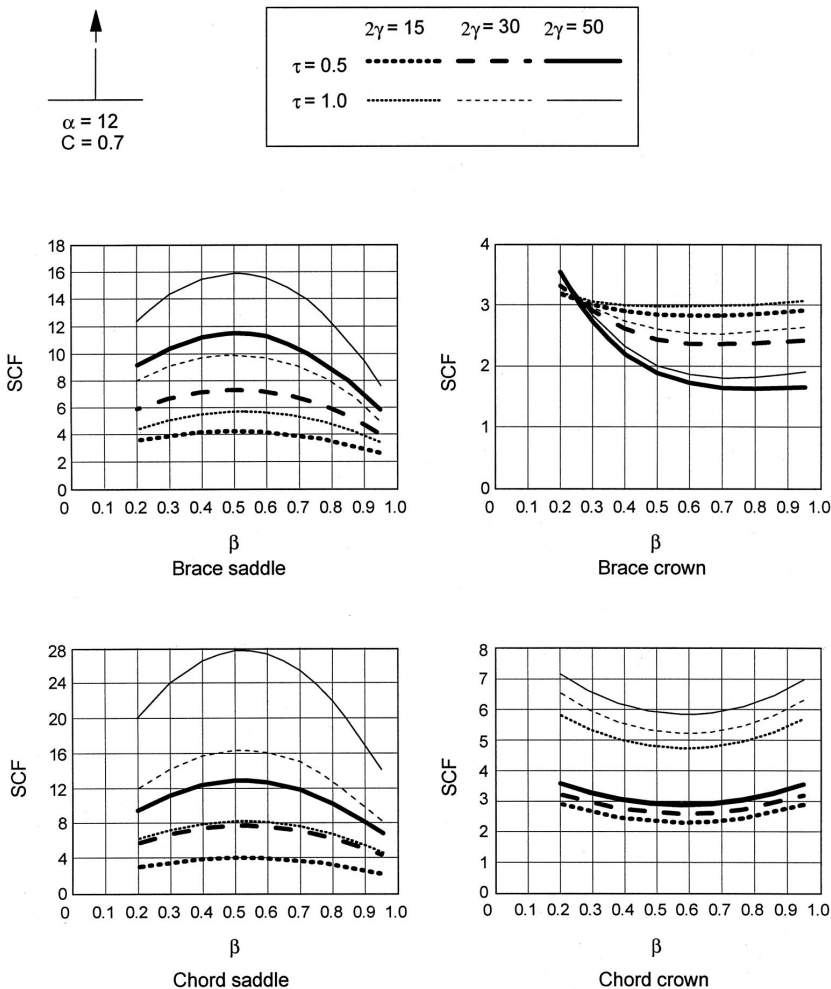 2γ = 15 2γ = 30 2γ = 50
τ = 0.5
τ = 1.0
α = 12
C = 0.7
18
16
14
12
10
8
6
4
2
0
SCF
0 0.1 0.2 0.3 0.4 0.5 0.6 0.7 0.8 0.9 1.0
β
Brace saddle
4
3
2
1
0
SCF
0 0.1 0.2 0.3 0.4 0.5 0.6 0.7 0.8 0.9 1.0
β
Brace crown
28
24
20
16
12
8
4
0
SCF
0 0.1 0.2 0.3 0.4 0.5 0.6 0.7 0.8 0.9 1.0
β
Chord saddle
8
7
6
5
4
3
2
1
0
SCF
0 0.1 0.2 0.3 0.4 0.5 0.6 0.7 0.8 0.9 1.0
β
Chord crown